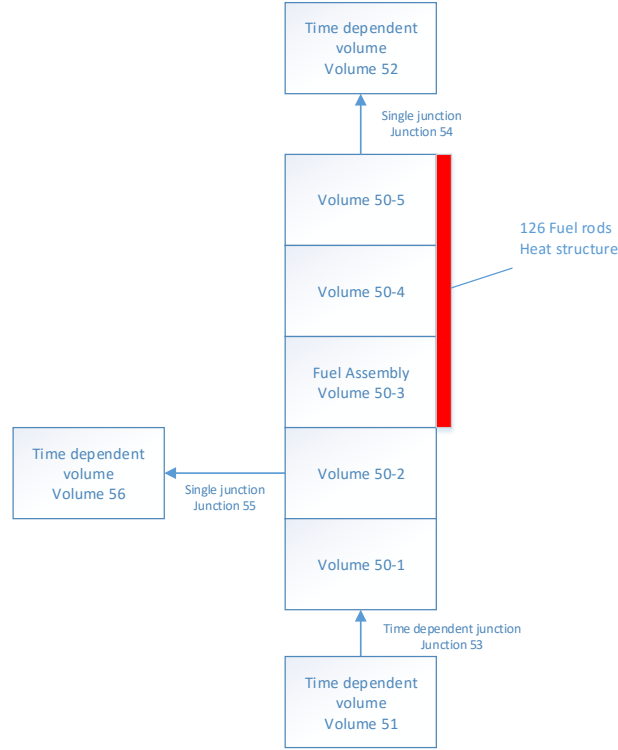 Time dependent
volume
Volume 52
Single junction
Junction 54
Volume 50-5
126 Fuel rods
Heat structure
Volume 50-4
Fuel Assembly
Volume 50-3
Time dependent
volume
Volume 56
Single junction
Junction 55
Volume 50-2
Volume 50-1
Time dependent junction
Junction 53
Time dependent
volume
Volume 51